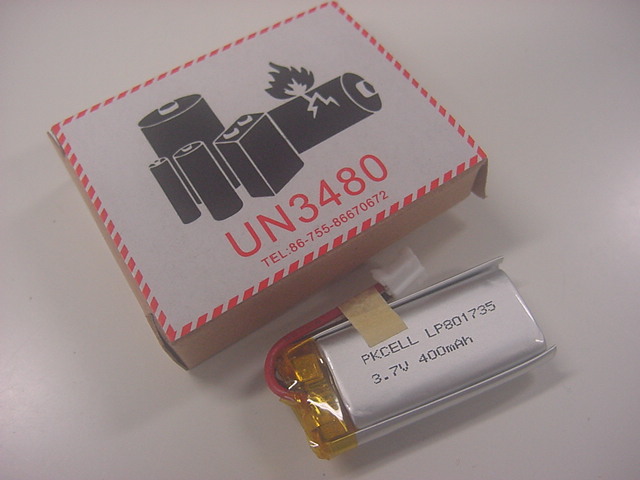 UN3480
TEL:86-755-86670672
PKCELL LP801735
3.7V 400mAh